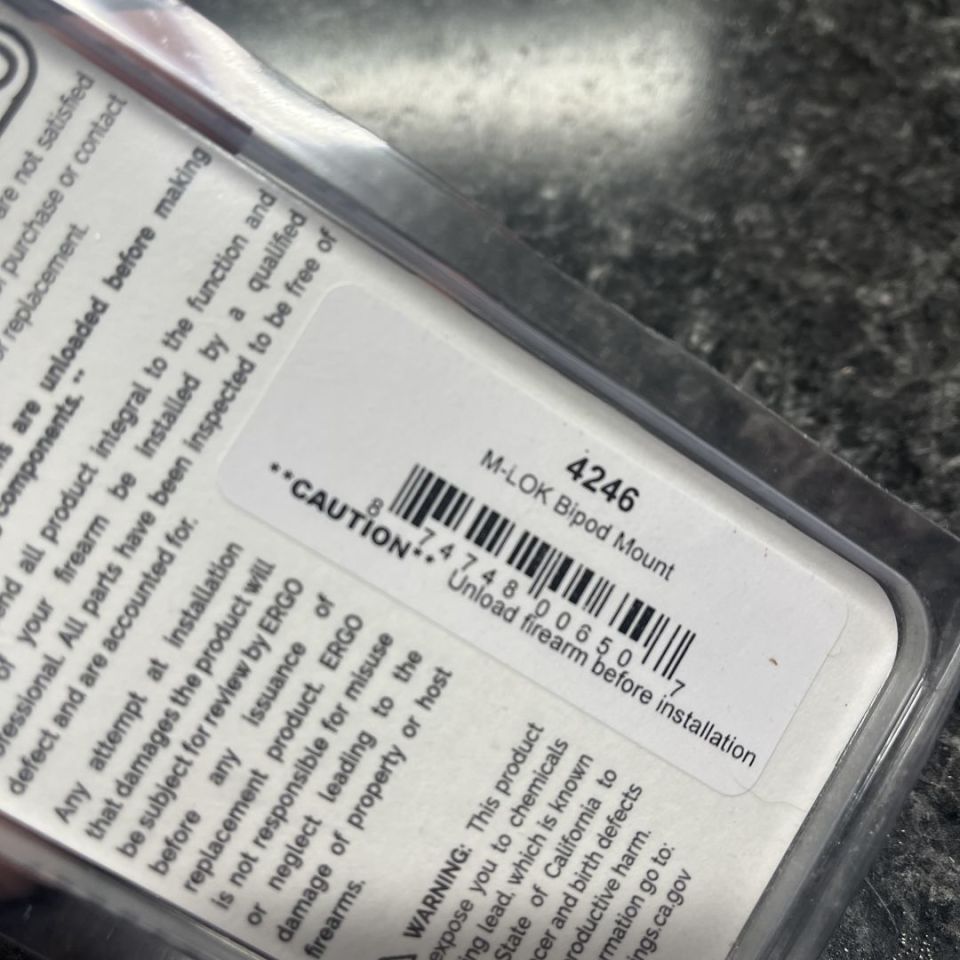 are not satisfied
purchase or contact
or replacement.
are unloaded before making
components. **
and all product integral to the function and
of your firearm be installed by a qualified
professional. All parts have been inspected to be free of
defect and are accounted for.
Any attempt at installation
that damages the product will
be subject for review by ERGO
before any issuance of
replacement product. ERGO
is not responsible for misuse
or neglect leading to the
damage of property or host
firearms.
4246
M-LOK Bipod Mount
8 74748 00650 7
**CAUTION** Unload firearm before installation
WARNING: This product
expose you to chemicals
ing lead, which is known
State of California to
cer and birth defects
roductive harm.
rmation go to:
ings.ca.gov